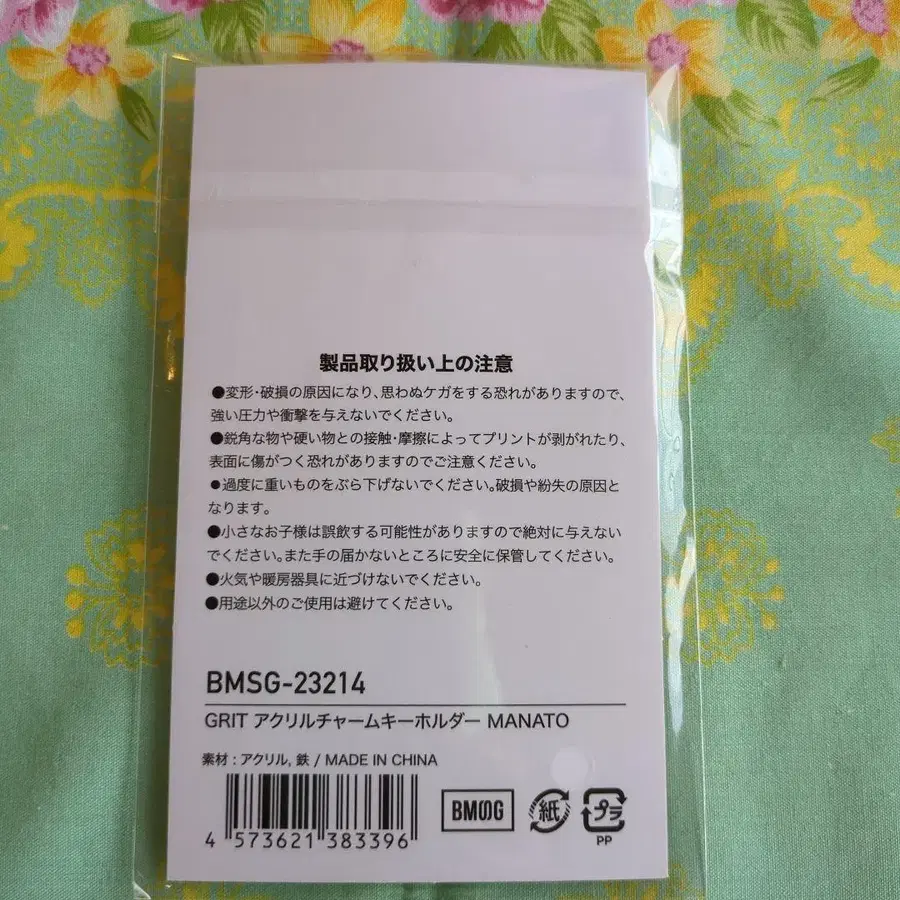 製品取り扱い上の注意
●変形・破損の原因になり、思わぬケガをする恐れがありますので、
強い圧力や衝撃を与えないでください。
●鋭角な物や硬い物との接触・摩擦によってプリントが剥がれたり、
表面に傷がつく恐れがありますのでご注意ください。
●過度に重いものをぶら下げないでください。破損や紛失の原因と
なります。
●小さなお子様は誤飲する可能性がありますので絶対に与えない
でください。また手の届かないところに安全に保管してください。
●火気や暖房器具に近づけないでください。
●用途以外のご使用は避けてください。
BMSG-23214
GRIT アクリルチャームキーホルダー MANATO
素材 : アクリル, 鉄 / MADE IN CHINA
4 573621 383396
BMSG
紙
プラ
PP